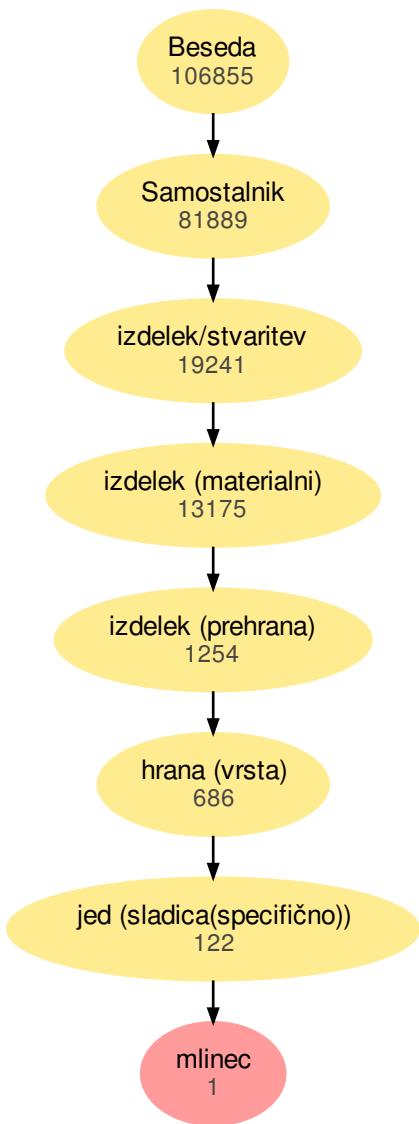 Beseda
106855
Samostalnik
81889
izdelek/stvaritev
19241
izdelek (materialni)
13175
izdelek (prehrana)
1254
hrana (vrsta)
686
jed (sladica(specifično))
122
mlinec
1